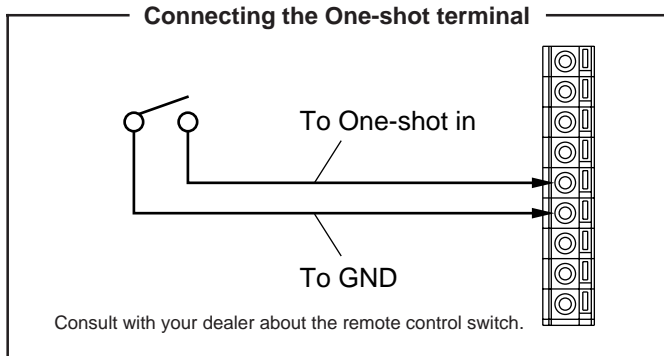 Connecting the One-shot terminal
To One-shot in
To GND
Consult with your dealer about the remote control switch.